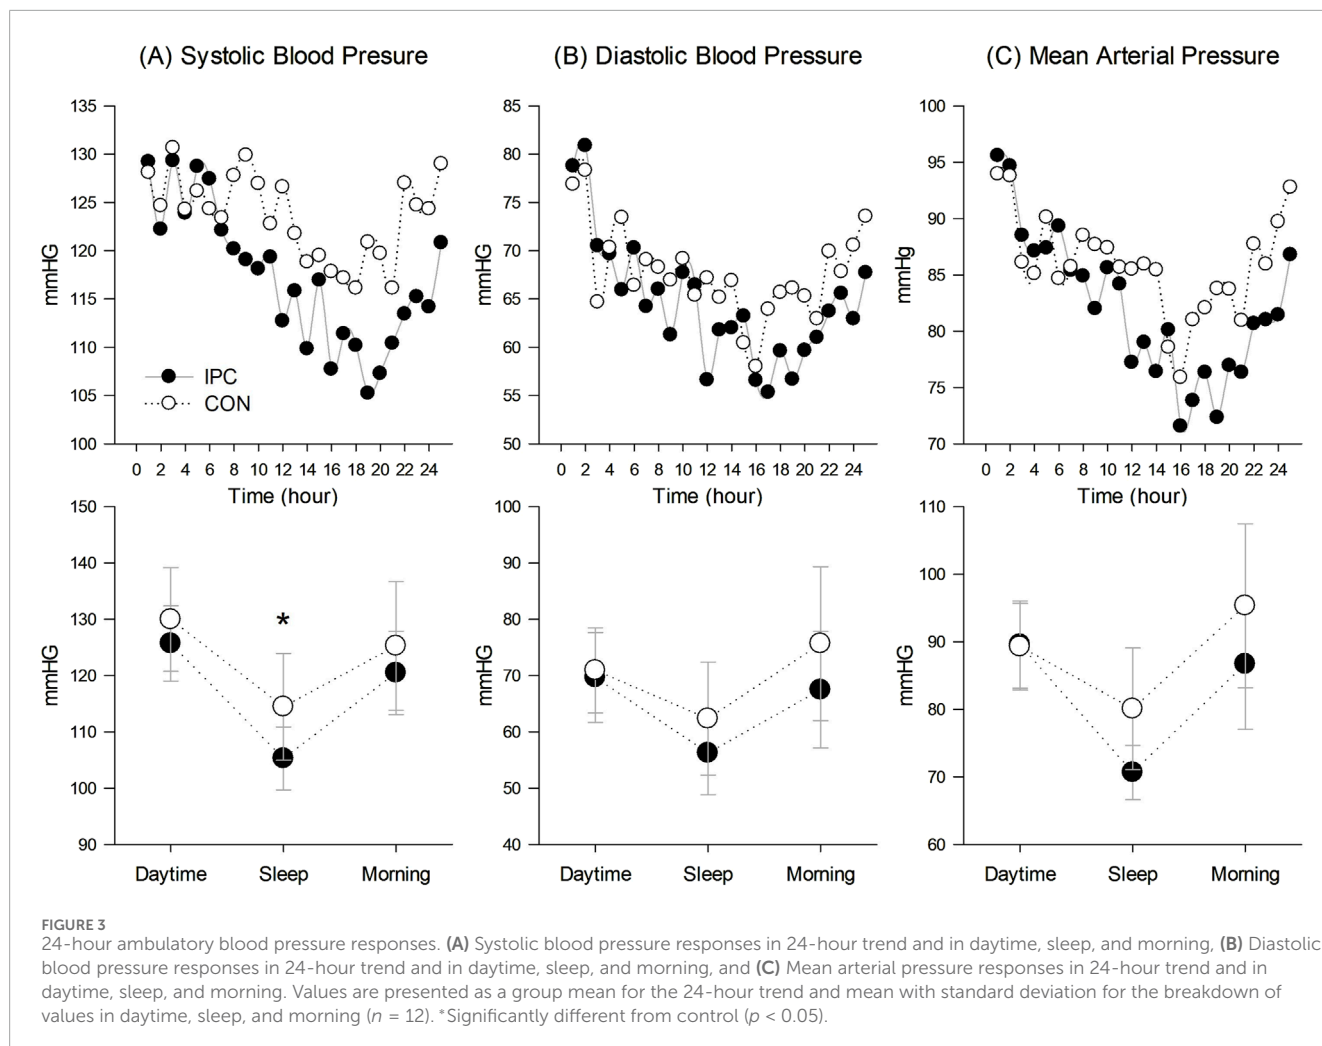 (A) Systolic Blood Presure
(B) Diastolic Blood Pressure
(C) Mean Arterial Pressure
135
130
125
120
115
110
105
100
mmHG
IPC
CON
0 2 4 6 8 10 12 14 16 18 20 22 24
Time (hour)
85
80
75
70
65
60
55
50
mmHG
0 2 4 6 8 10 12 14 16 18 20 22 24
Time (hour)
100
95
90
85
80
75
70
mmHg
0 2 4 6 8 10 12 14 16 18 20 22 24
Time (hour)
150
140
130
120
110
100
90
mmHG
*
Daytime Sleep Morning
100
90
80
70
60
50
40
mmHG
Daytime Sleep Morning
110
100
90
80
70
60
mmHG
Daytime Sleep Morning
FIGURE 3
24-hour ambulatory blood pressure responses. (A) Systolic blood pressure responses in 24-hour trend and in daytime, sleep, and morning, (B) Diastolic
blood pressure responses in 24-hour trend and in daytime, sleep, and morning, and (C) Mean arterial pressure responses in 24-hour trend and in
daytime, sleep, and morning. Values are presented as a group mean for the 24-hour trend and mean with standard deviation for the breakdown of
values in daytime, sleep, and morning (n = 12). *Significantly different from control (p < 0.05).